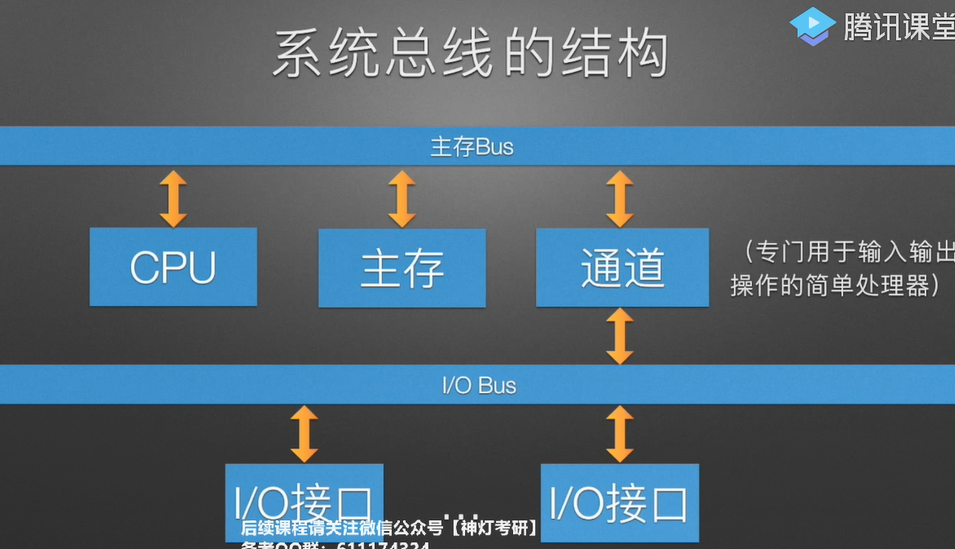 腾讯课堂
系统总线的结构
主存Bus
CPU
主存
通道
（专门用于输入输出
操作的简单处理器）
I/O Bus
I/O接口
...
I/O接口
后续课程请关注微信公众号【神灯考研】
备考QQ群：611174324